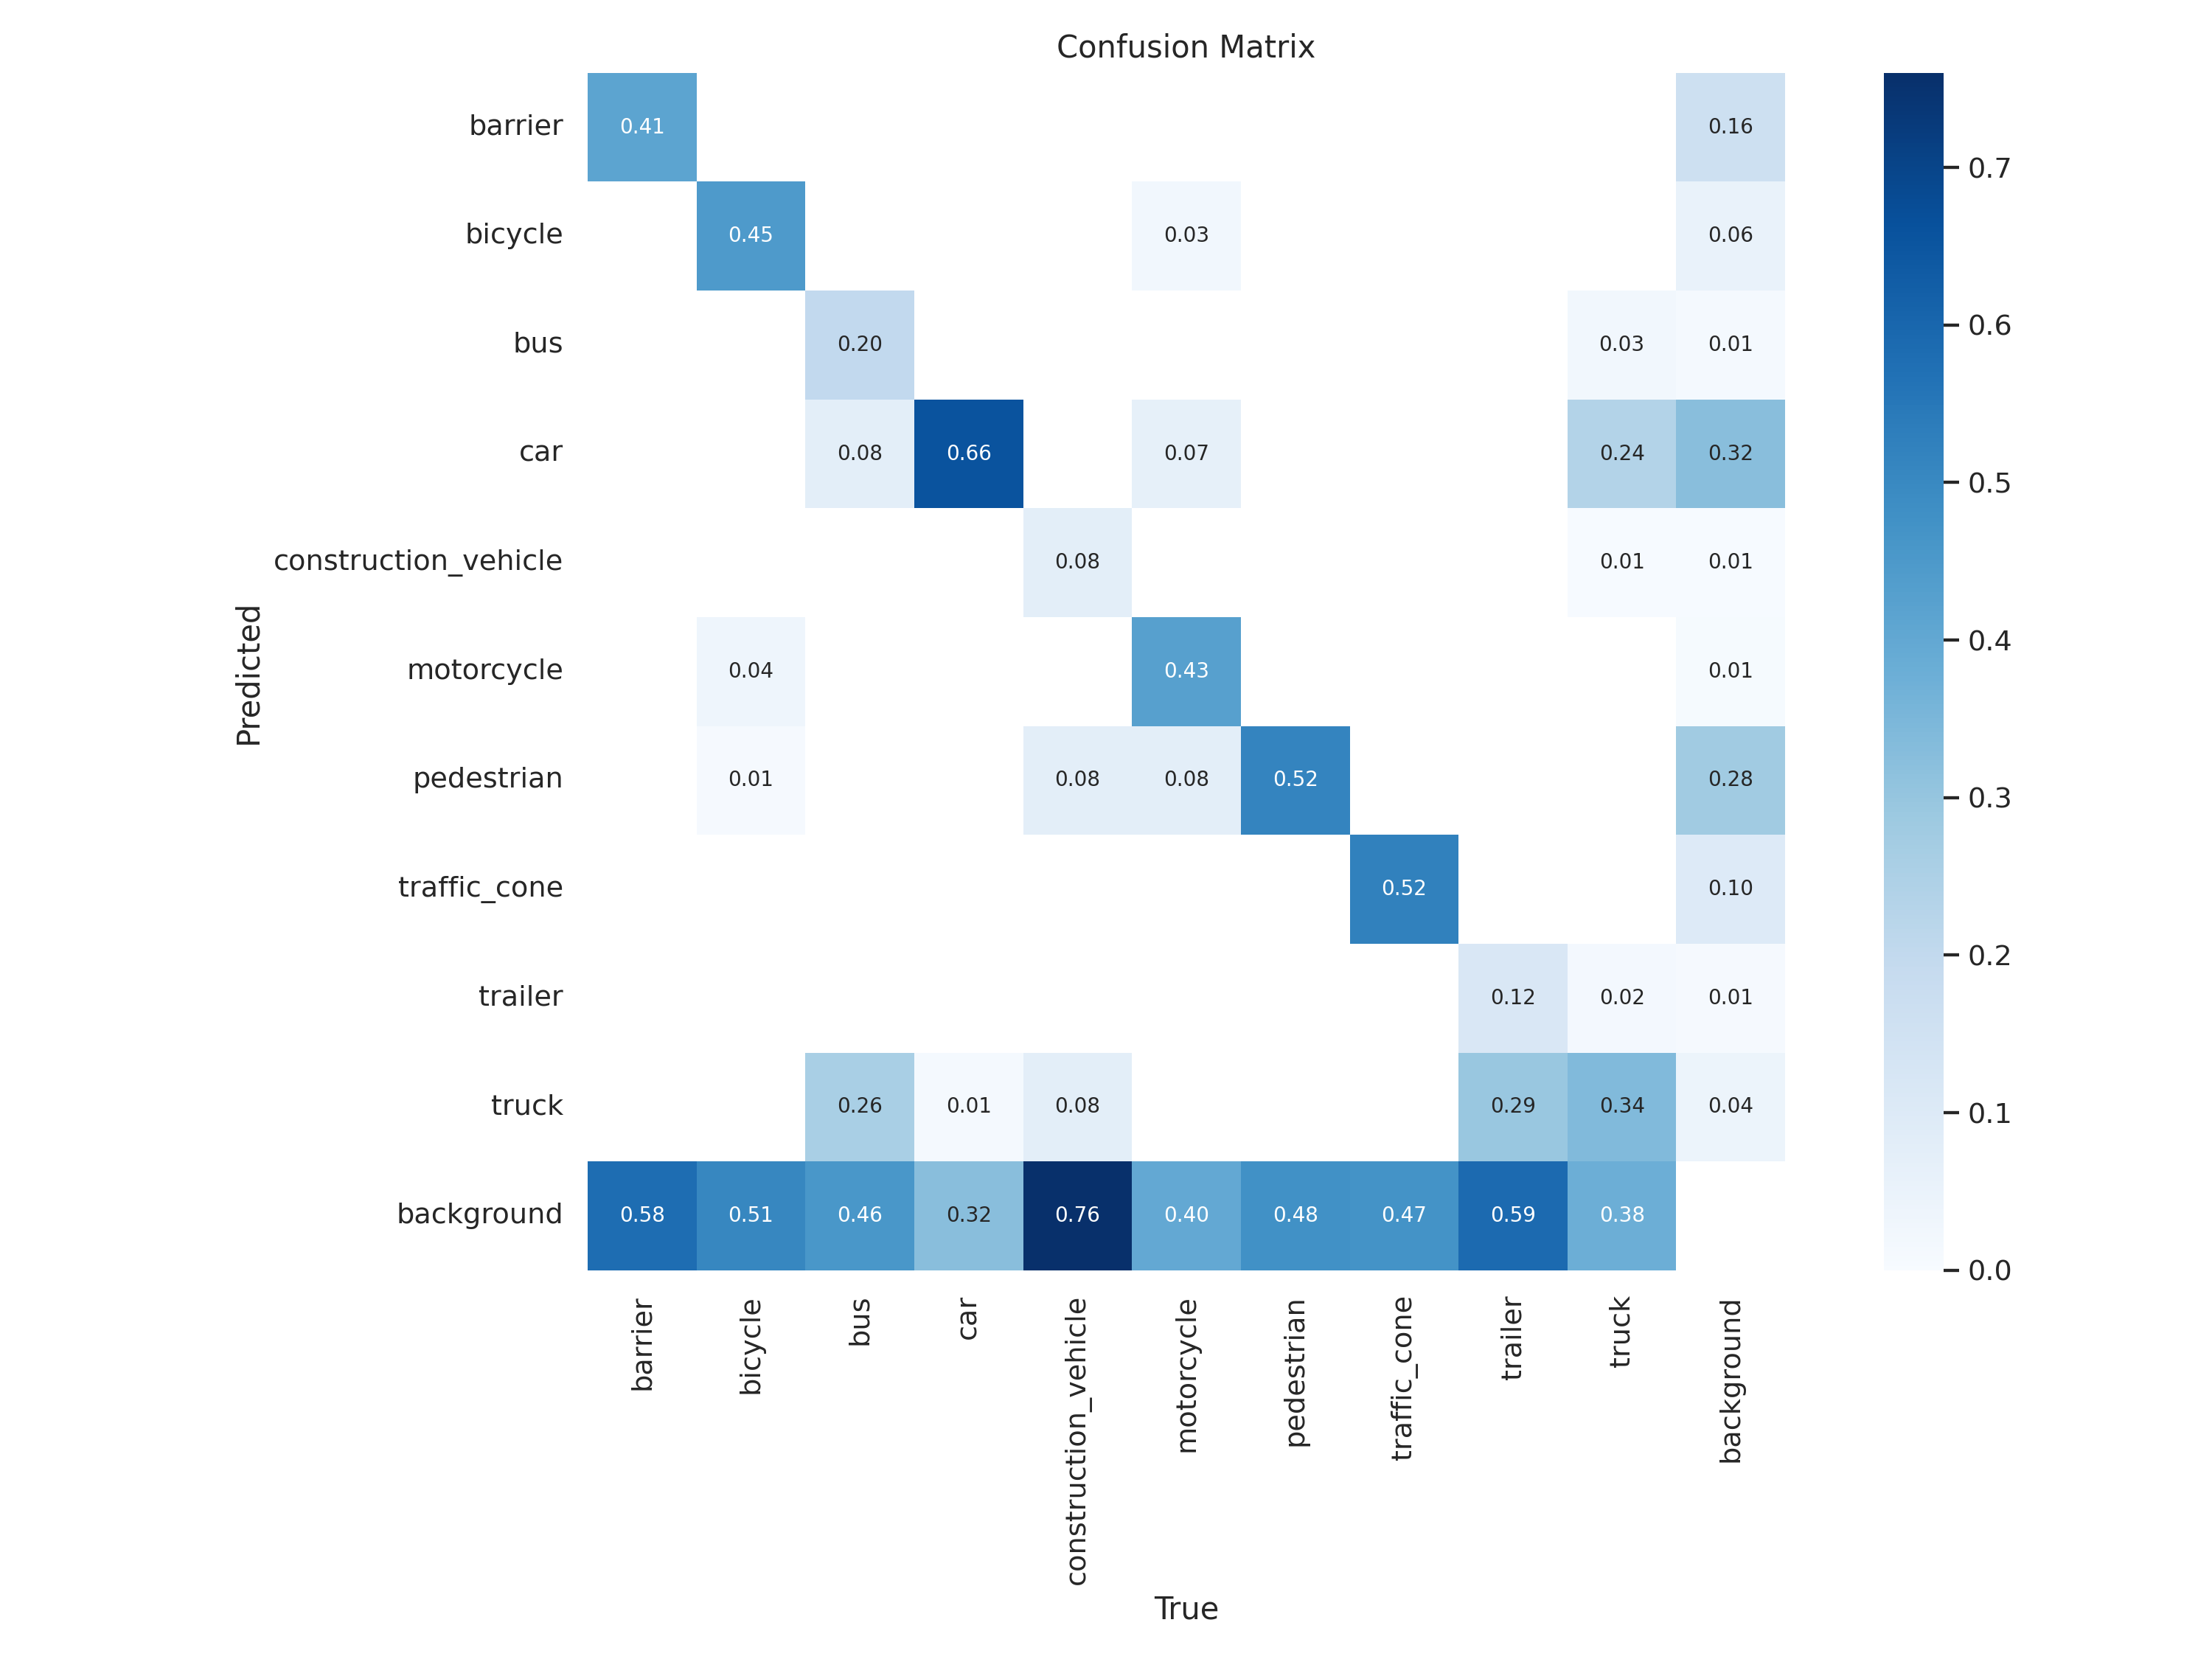 Confusion Matrix
barrier 0.41 0.16
bicycle 0.45 0.03 0.06
bus 0.20 0.03 0.01
car 0.08 0.66 0.07 0.24 0.32
construction_vehicle 0.08 0.01 0.01
motorcycle 0.04 0.43 0.01
pedestrian 0.01 0.08 0.08 0.52 0.28
traffic_cone 0.52 0.10
trailer 0.12 0.02 0.01
truck 0.26 0.01 0.08 0.29 0.34 0.04
background 0.58 0.51 0.46 0.32 0.76 0.40 0.48 0.47 0.59 0.38
Predicted
barrier
bicycle
bus
car
construction_vehicle
motorcycle
pedestrian
traffic_cone
trailer
truck
background
True
0.7
0.6
0.5
0.4
0.3
0.2
0.1
0.0